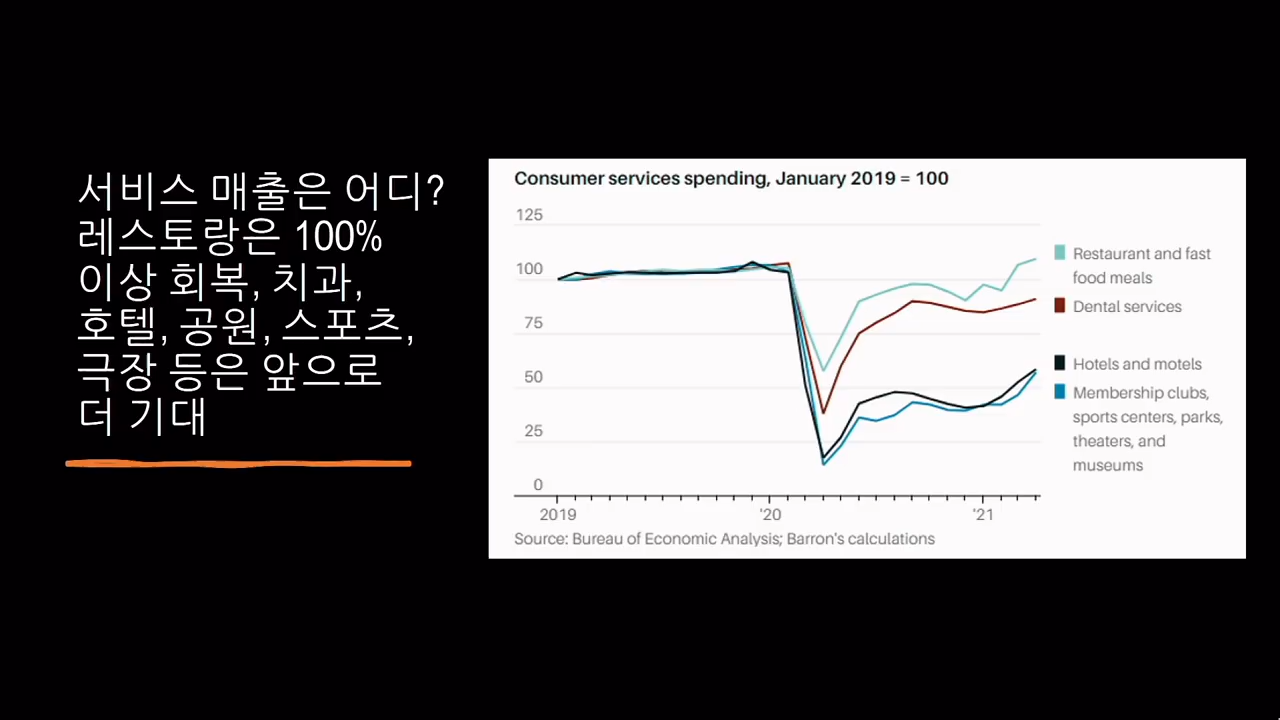 서비스 매출은 어디?
레스토랑은 100%
이상 회복, 치과,
호텔, 공원, 스포츠,
극장 등은 앞으로
더 기대
Consumer services spending, January 2019 = 100
125
100
75
50
25
0
2019
'20
'21
Restaurant and fast
food meals
Dental services
Hotels and motels
Membership clubs,
sports centers, parks,
theaters, and
museums
Source: Bureau of Economic Analysis; Barron's calculations